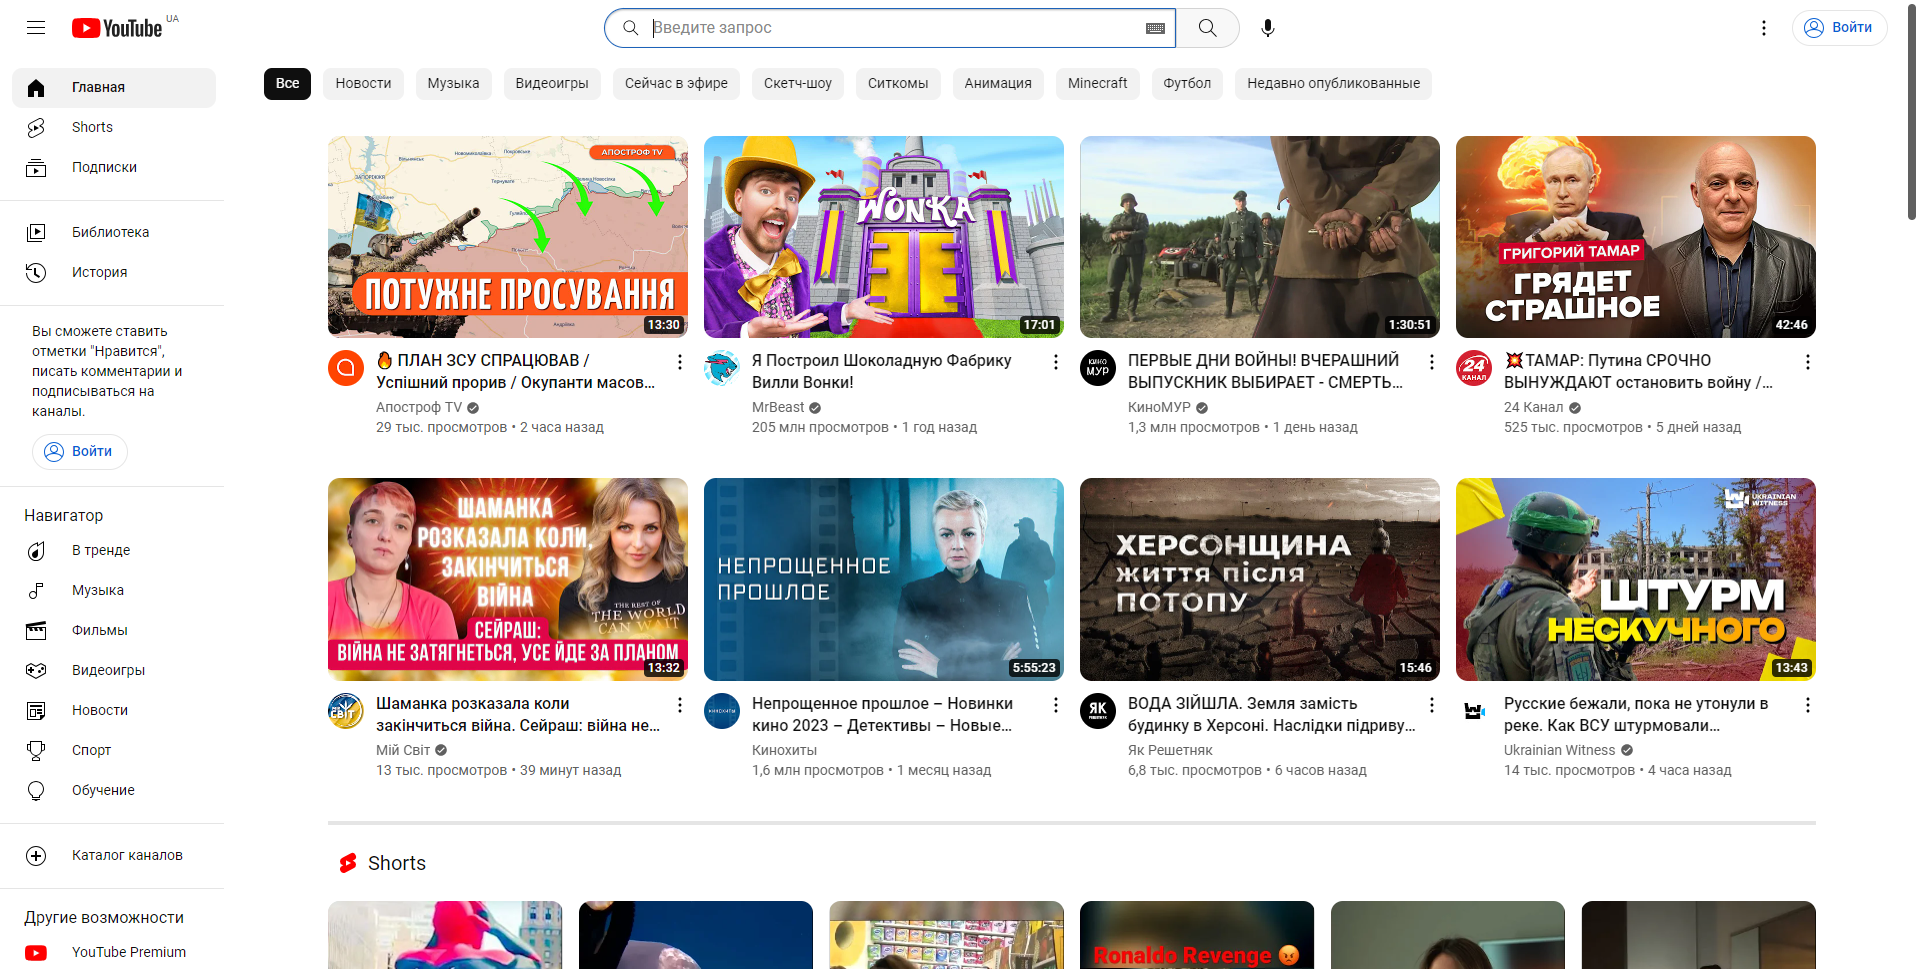 YouTube UA
Введите запрос
Войти
Главная
Shorts
Подписки
Библиотека
История
Вы сможете ставить
отметки "Нравится",
писать комментарии и
подписываться на
каналы.
Войти
Навигатор
В тренде
Музыка
Фильмы
Видеоигры
Новости
Спорт
Обучение
Каталог каналов
Другие возможности
YouTube Premium
Все
Новости
Музыка
Видеоигры
Сейчас в эфире
Скетч-шоу
Ситкомы
Анимация
Minecraft
Футбол
Недавно опубликованные
АПОСТРОФ TV
ЗАПОРІЖЖЯ
ПОТУЖНЕ ПРОСУВАННЯ
13:30
🔥 ПЛАН ЗСУ СПРАЦЮВАВ /
Успішний прорив / Окупанти масов...
Апостроф TV
29 тыс. просмотров • 2 часа назад
WONKA
17:01
Я Построил Шоколадную Фабрику
Вилли Вонки!
MrBeast
205 млн просмотров • 1 год назад
1:30:51
КИНО
МУР
ПЕРВЫЕ ДНИ ВОЙНЫ! ВЧЕРАШНИЙ
ВЫПУСКНИК ВЫБИРАЕТ - СМЕРТЬ...
КиноМУР
1,3 млн просмотров • 1 день назад
ГРИГОРИЙ ТАМАР
ГРЯДЕТ
СТРАШНОЕ
42:46
24
КАНАЛ
💥ТАМАР: Путина СРОЧНО
ВЫНУЖДАЮТ остановить войну /...
24 Канал
525 тыс. просмотров • 5 дней назад
ШАМАНКА
РОЗКАЗАЛА КОЛИ,
ЗАКІНЧИТЬСЯ
ВІЙНА
THE REST OF
THE WORLD
CAN WAIT
СЕЙРАШ:
ВІЙНА НЕ ЗАТЯГНЕТЬСЯ, УСЕ ЙДЕ ЗА ПЛАНОМ
13:32
СВІТ
Шаманка розказала коли
закінчиться війна. Сейраш: війна не...
Мій Світ
13 тыс. просмотров • 39 минут назад
НЕПРОЩЕННОЕ
ПРОШЛОЕ
5:55:23
КИНОХИТЫ
Непрощенное прошлое – Новинки
кино 2023 – Детективы – Новые...
Кинохиты
1,6 млн просмотров • 1 месяц назад
ХЕРСОНЩИНА
ЖИТТЯ ПІСЛЯ
ПОТОПУ
15:46
ЯК
РЕШЕТНЯК
ВОДА ЗІЙШЛА. Земля замість
будинку в Херсоні. Наслідки підриву...
Як Решетняк
6,8 тыс. просмотров • 6 часов назад
UKRAINIAN
WITNESS
ШТУРМ
НЕСКУЧНОГО
13:43
Русские бежали, пока не утонули в
реке. Как ВСУ штурмовали...
Ukrainian Witness
14 тыс. просмотров • 4 часа назад
Shorts
Ronaldo Revenge 😡